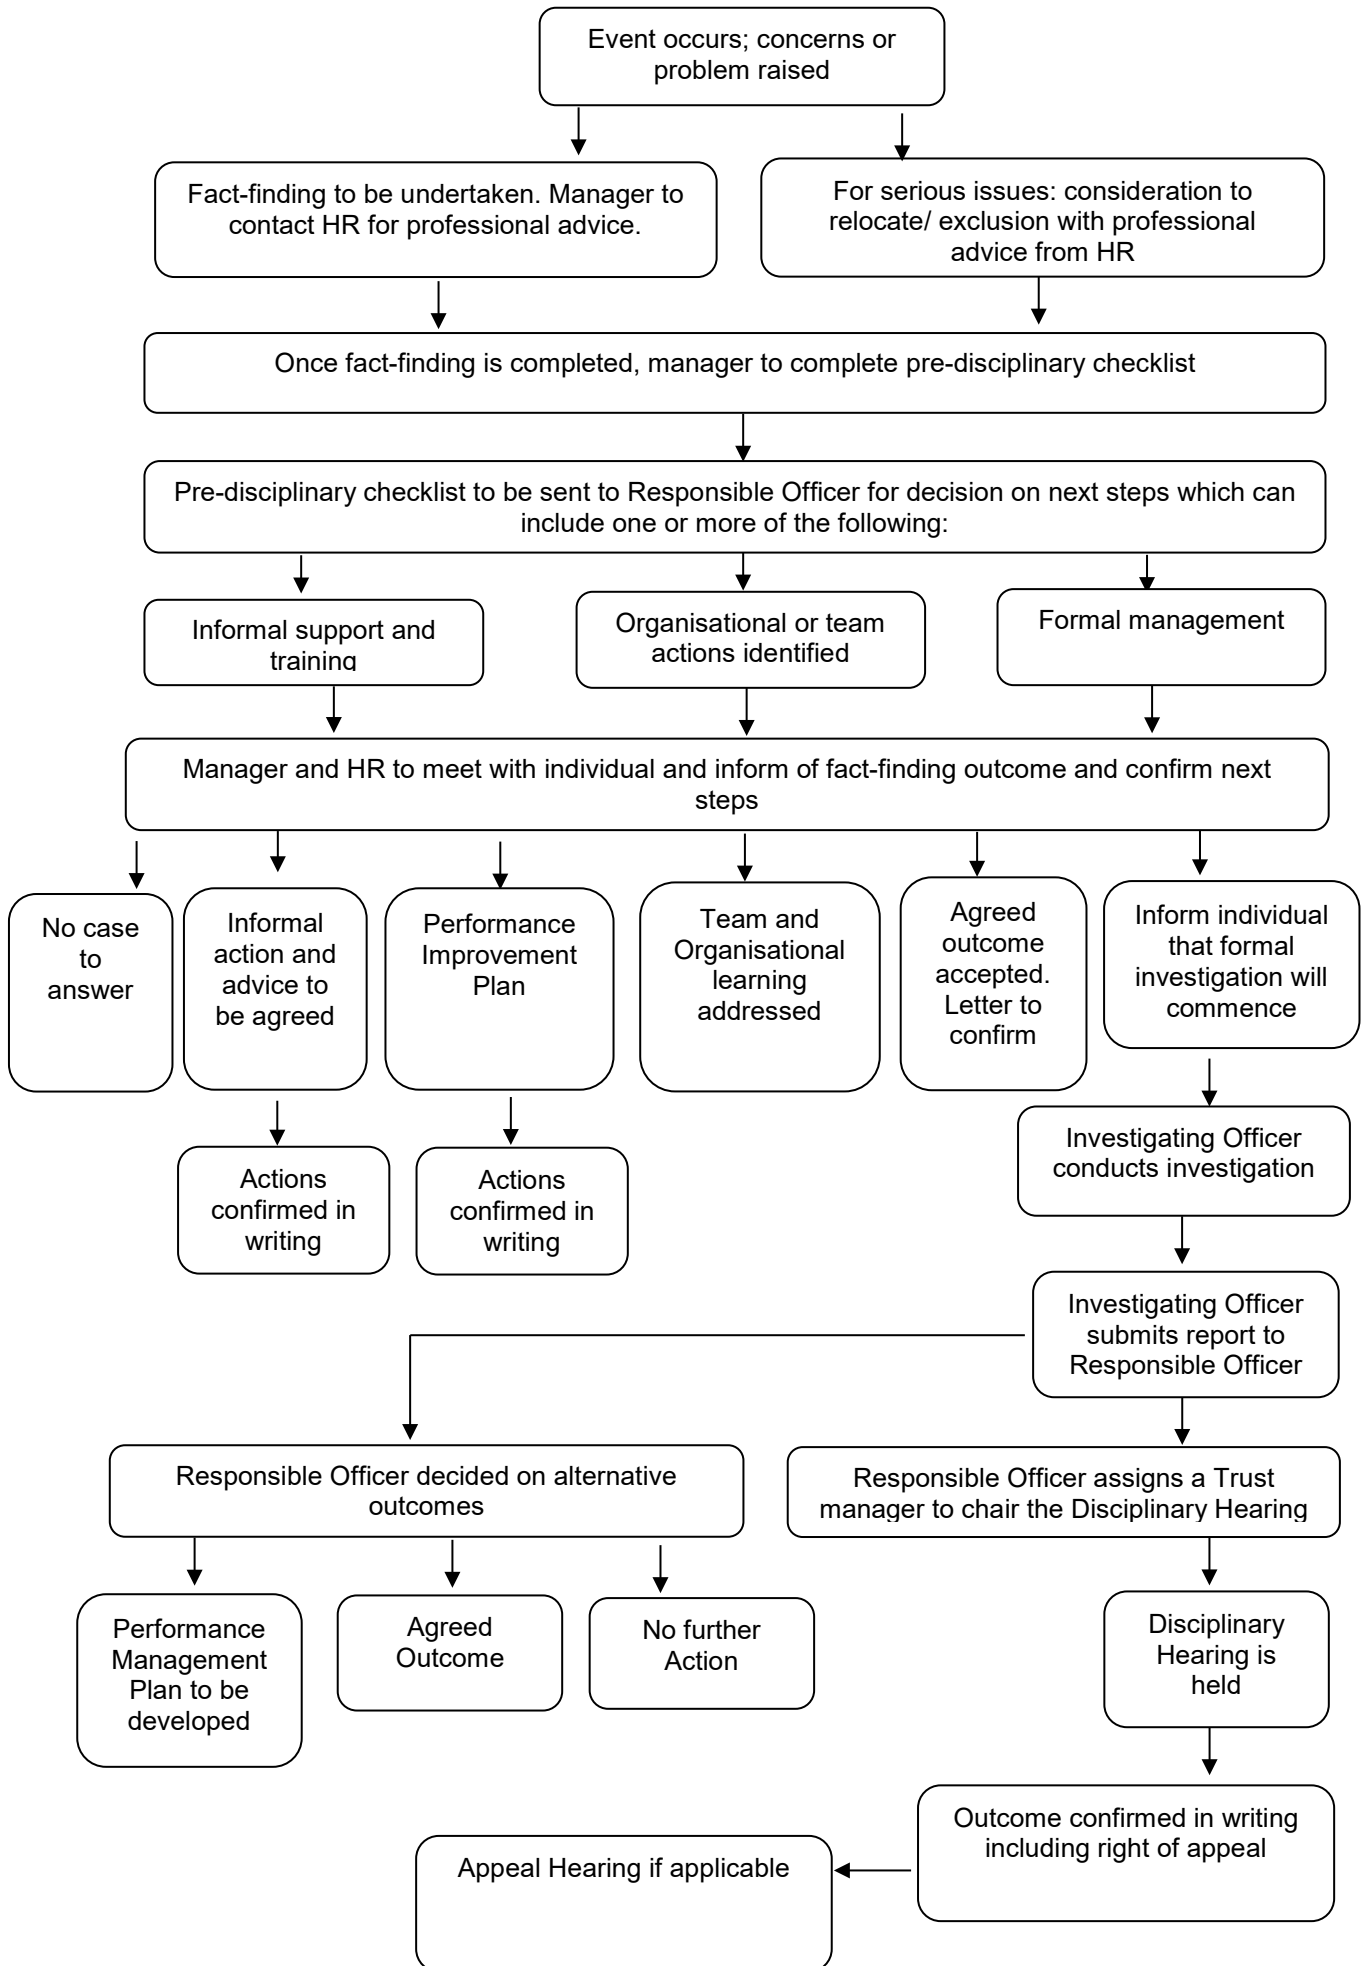 Event occurs; concerns or
problem raised
Fact-finding to be undertaken. Manager to
contact HR for professional advice.
For serious issues: consideration to
relocate/ exclusion with professional
advice from HR
Once fact-finding is completed, manager to complete pre-disciplinary checklist
Pre-disciplinary checklist to be sent to Responsible Officer for decision on next steps which can
include one or more of the following:
Informal support and
training
Organisational or team
actions identified
Formal management
Manager and HR to meet with individual and inform of fact-finding outcome and confirm next
steps
No case
to
answer
Informal
action and
advice to
be agreed
Performance
Improvement
Plan
Team and
Organisational
learning
addressed
Agreed
outcome
accepted.
Letter to
confirm
Inform individual
that formal
investigation will
commence
Actions
confirmed in
writing
Actions
confirmed in
writing
Investigating Officer
conducts investigation
Investigating Officer
submits report to
Responsible Officer
Responsible Officer decided on alternative
outcomes
Responsible Officer assigns a Trust
manager to chair the Disciplinary Hearing
Performance
Management
Plan to be
developed
Agreed
Outcome
No further
Action
Disciplinary
Hearing is
held
Outcome confirmed in writing
including right of appeal
Appeal Hearing if applicable